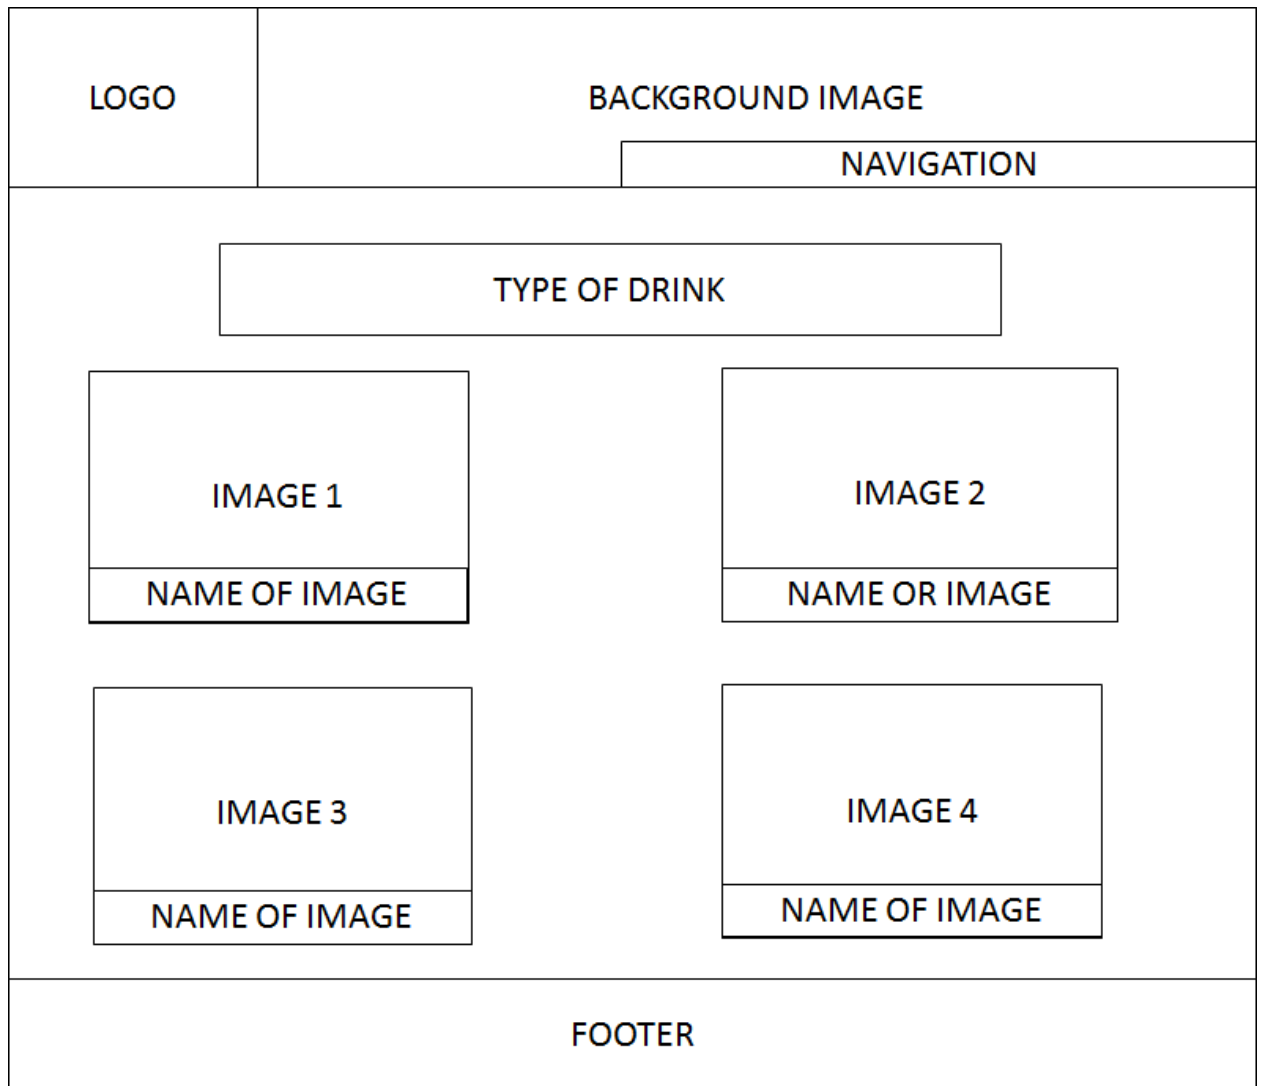 LOGO
BACKGROUND IMAGE
NAVIGATION
TYPE OF DRINK
IMAGE 1
NAME OF IMAGE
IMAGE 2
NAME OR IMAGE
IMAGE 3
NAME OF IMAGE
IMAGE 4
NAME OF IMAGE
FOOTER